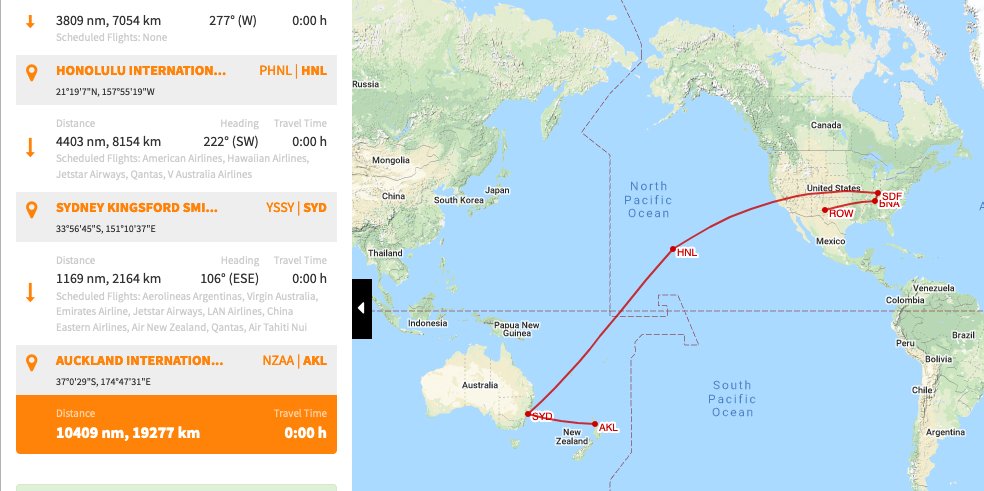 3809 nm, 7054 km 277° (W) 0:00 h
Scheduled Flights: None
HONOLULU INTERNATION... PHNL | HNL
21°19'7"N, 157°55'19"W
Distance Heading Travel Time
4403 nm, 8154 km 222° (SW) 0:00 h
Scheduled Flights: American Airlines, Hawaiian Airlines,
Jetstar Airways, Qantas, V Australia Airlines
SYDNEY KINGSFORD SMI... YSSY | SYD
33°56'45"S, 151°10'37"E
Distance Heading Travel Time
1169 nm, 2164 km 106° (ESE) 0:00 h
Scheduled Flights: Aerolineas Argentinas, Virgin Australia,
Emirates Airline, Jetstar Airways, LAN Airlines, China
Eastern Airlines, Air New Zealand, Qantas, Air Tahiti Nui
AUCKLAND INTERNATION... NZAA | AKL
37°0'29"S, 174°47'31"E
Distance Travel Time
10409 nm, 19277 km 0:00 h
Russia
Canada
Mongolia
United States
SDF
BNA
ROW
North
Pacific
Ocean
Japan
China
South Korea
Mexico
HNL
Thailand
Venezuela
Colombia
Indonesia
Papua New
Guinea
Brazil
Peru
Bolivia
Australia
South
Pacific
Ocean
Chile
SYD
AKL
New
Zealand
Argentina